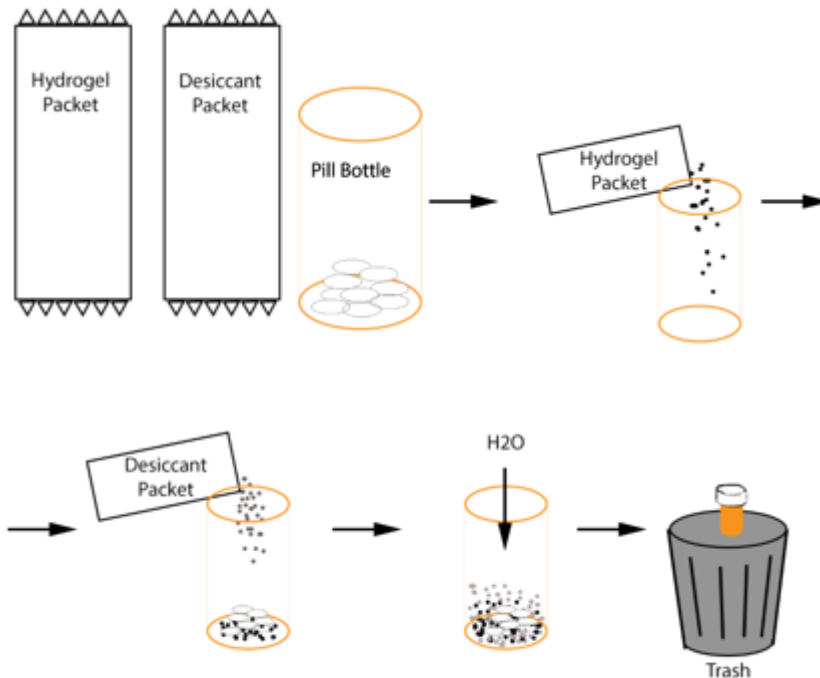 Hydrogel
Packet
Desiccant
Packet
Pill Bottle
Hydrogel
Packet
Desiccant
Packet
H2O
Trash